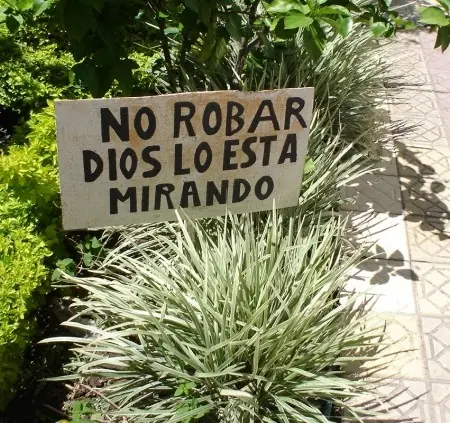 NO ROBAR
DIOS LO ESTA
MIRANDO